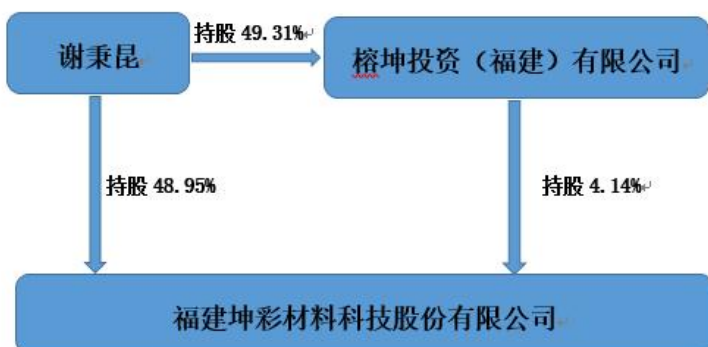 持股 49.31%
谢秉昆
榕坤投资（福建）有限公司
持股 48.95%
持股 4.14%
福建坤彩材料科技股份有限公司